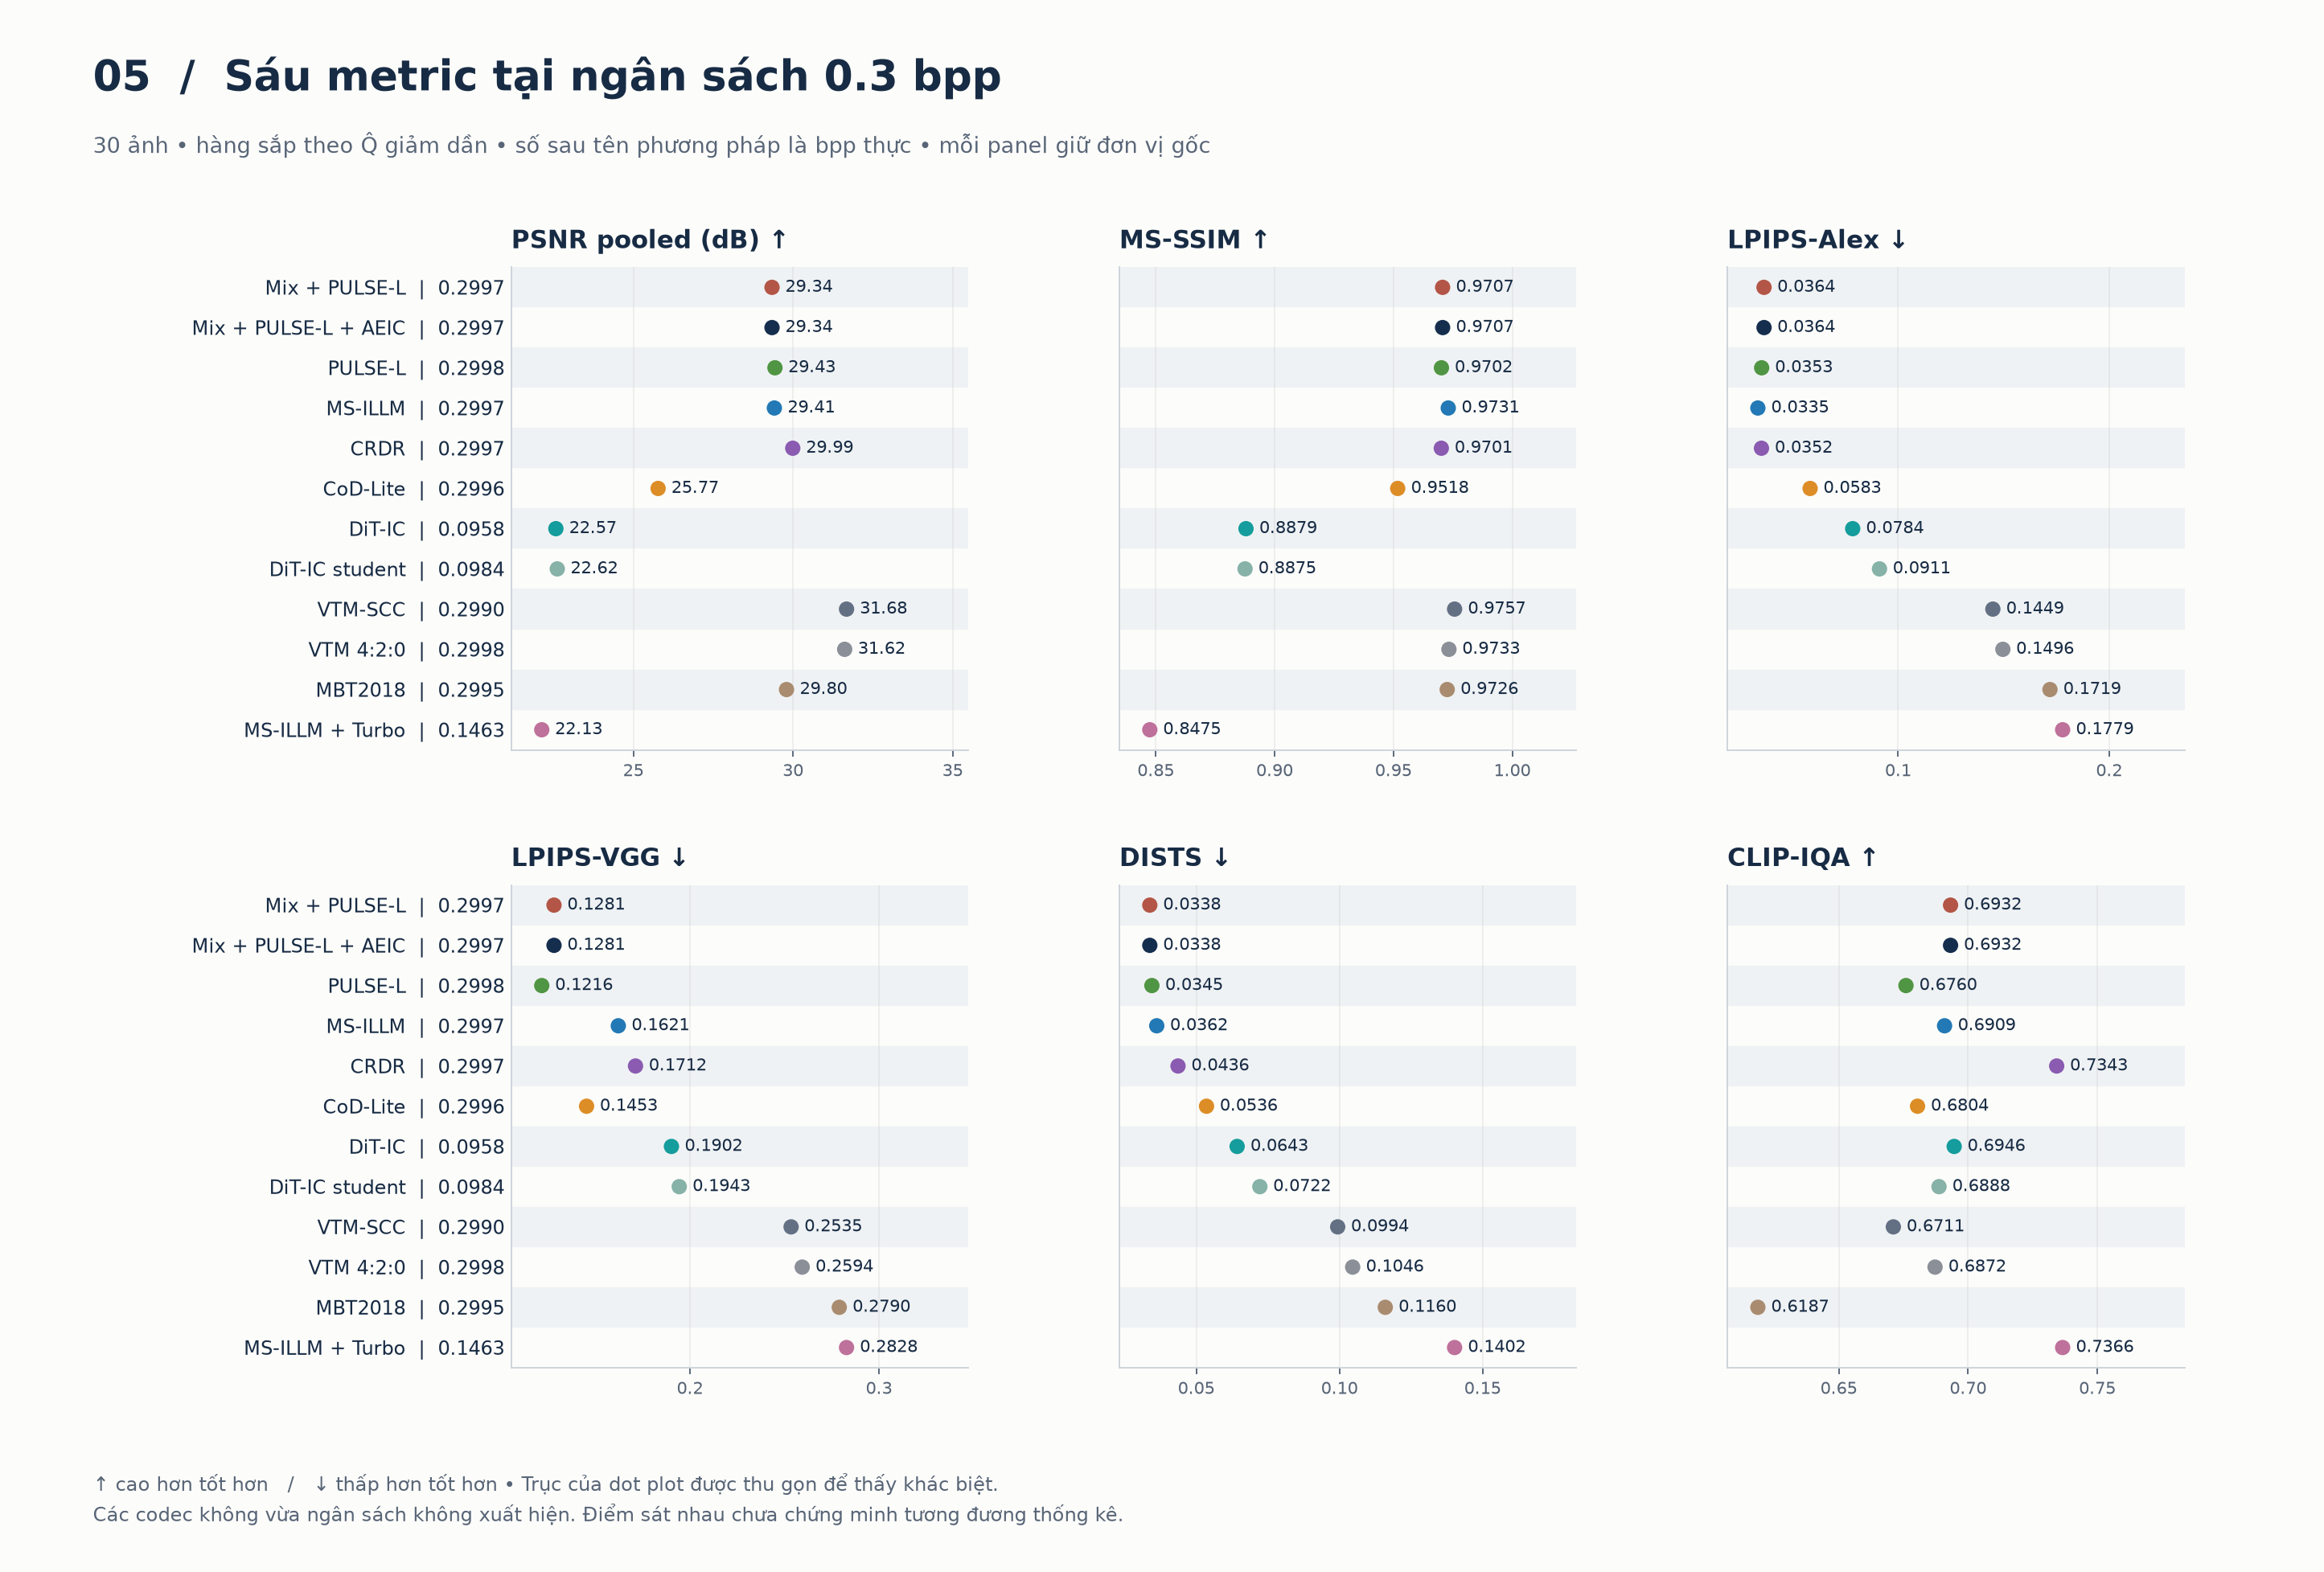 05 / Sáu metric tại ngân sách 0.3 bpp
30 ảnh • hàng sắp theo Q̂ giảm dần • số sau tên phương pháp là bpp thực • mỗi panel giữ đơn vị gốc
PSNR pooled (dB) ↑
Mix + PULSE-L | 0.2997 29.34
Mix + PULSE-L + AEIC | 0.2997 29.34
PULSE-L | 0.2998 29.43
MS-ILLM | 0.2997 29.41
CRDR | 0.2997 29.99
CoD-Lite | 0.2996 25.77
DiT-IC | 0.0958 22.57
DiT-IC student | 0.0984 22.62
VTM-SCC | 0.2990 31.68
VTM 4:2:0 | 0.2998 31.62
MBT2018 | 0.2995 29.80
MS-ILLM + Turbo | 0.1463 22.13
25 30 35
MS-SSIM ↑
0.9707
0.9707
0.9702
0.9731
0.9701
0.9518
0.8879
0.8875
0.9757
0.9733
0.9726
0.8475
0.85 0.90 0.95 1.00
LPIPS-Alex ↓
0.0364
0.0364
0.0353
0.0335
0.0352
0.0583
0.0784
0.0911
0.1449
0.1496
0.1719
0.1779
0.1 0.2
LPIPS-VGG ↓
Mix + PULSE-L | 0.2997 0.1281
Mix + PULSE-L + AEIC | 0.2997 0.1281
PULSE-L | 0.2998 0.1216
MS-ILLM | 0.2997 0.1621
CRDR | 0.2997 0.1712
CoD-Lite | 0.2996 0.1453
DiT-IC | 0.0958 0.1902
DiT-IC student | 0.0984 0.1943
VTM-SCC | 0.2990 0.2535
VTM 4:2:0 | 0.2998 0.2594
MBT2018 | 0.2995 0.2790
MS-ILLM + Turbo | 0.1463 0.2828
0.2 0.3
DISTS ↓
0.0338
0.0338
0.0345
0.0362
0.0436
0.0536
0.0643
0.0722
0.0994
0.1046
0.1160
0.1402
0.05 0.10 0.15
CLIP-IQA ↑
0.6932
0.6932
0.6760
0.6909
0.7343
0.6804
0.6946
0.6888
0.6711
0.6872
0.6187
0.7366
0.65 0.70 0.75
↑ cao hơn tốt hơn / ↓ thấp hơn tốt hơn • Trục của dot plot được thu gọn để thấy khác biệt.
Các codec không vừa ngân sách không xuất hiện. Điểm sát nhau chưa chứng minh tương đương thống kê.